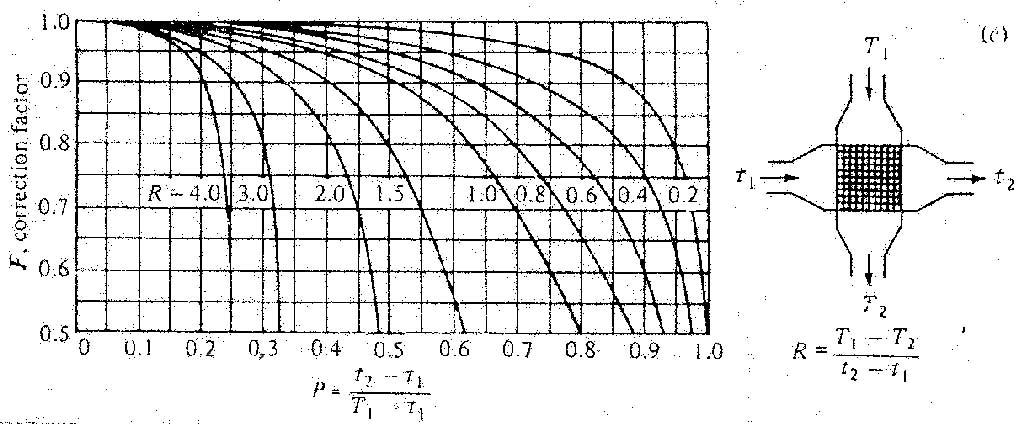 (c)
F, correction factor
1.0
0.9
0.8
0.7
0.6
0.5
R = 4.0 3.0 2.0 1.5 1.0 0.8 0.6 0.4 0.2
0 0.1 0.2 0.3 0.4 0.5 0.6 0.7 0.8 0.9 1.0
P = t₂ − t₁ / T₁ − t₁
T₁
t₁
t₂
T₂
R = T₁ − T₂ / t₂ − t₁